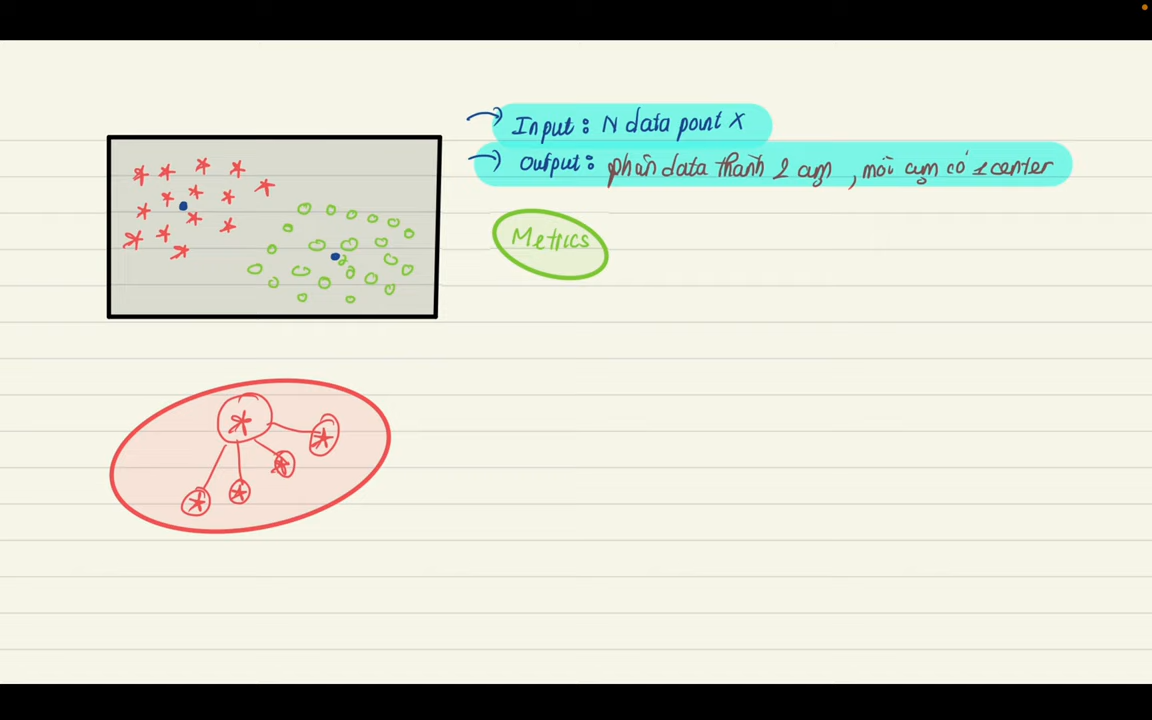 Input: N data point X
Output: phân data thành 2 cụm, mỗi cụm có 1 center
Metrics